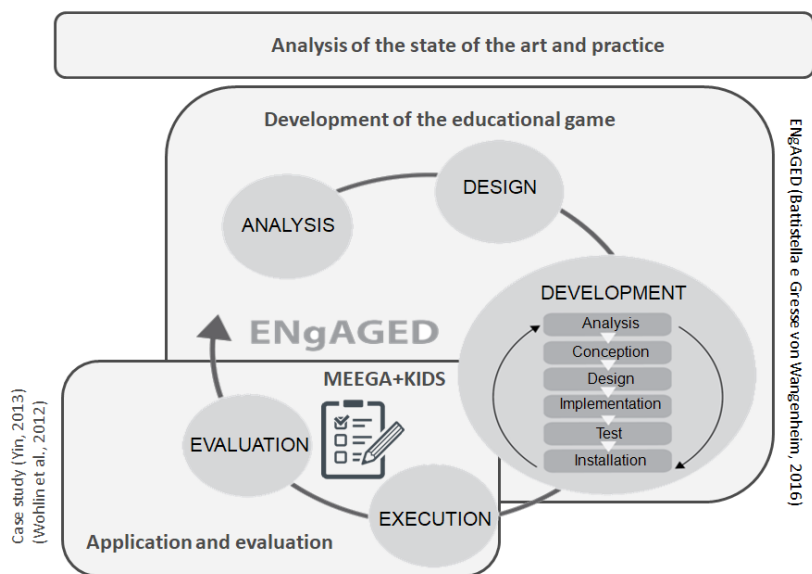 Analysis of the state of the art and practice
Development of the educational game
DESIGN
ANALYSIS
DEVELOPMENT
Analysis
Conception
Design
Implementation
Test
Installation
ENgAGED
MEEGA+KIDS
EVALUATION
EXECUTION
Application and evaluation
Case study (Yin, 2013)
(Wohlin et al., 2012)
ENgAGED (Battistella e Gresse von Wangenheim, 2016)